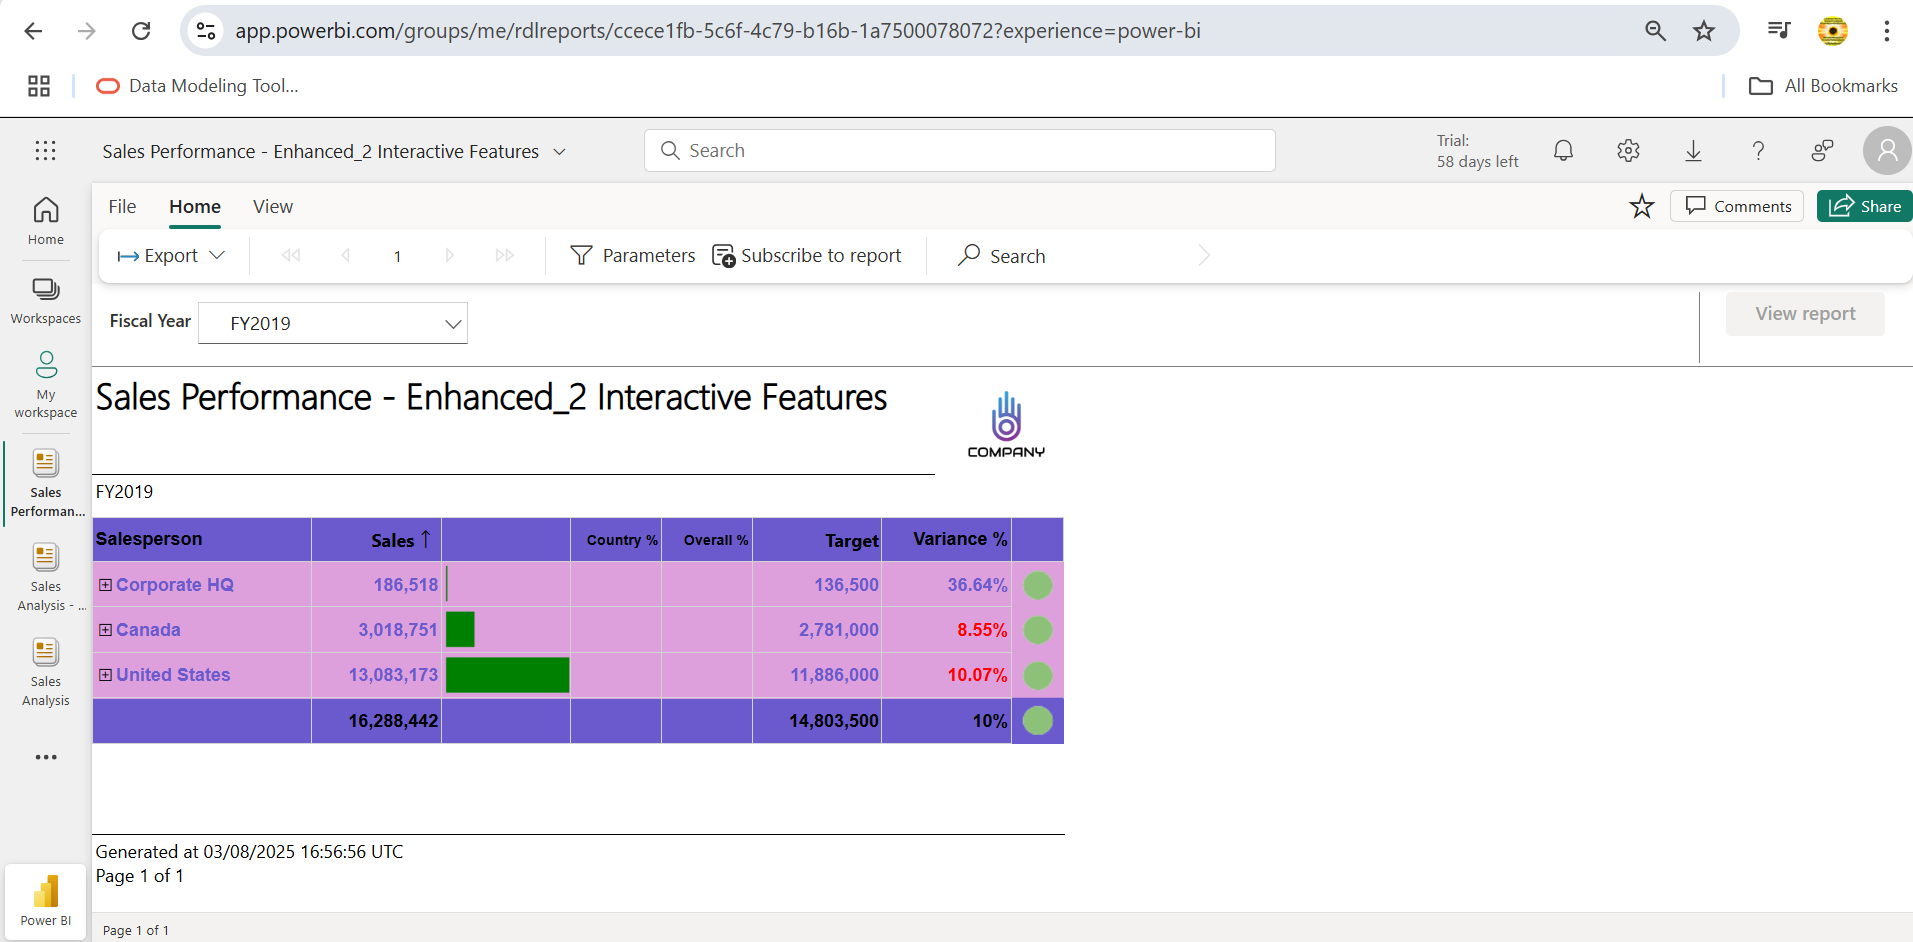 app.powerbi.com/groups/me/rdlreports/ccece1fb-5c6f-4c79-b16b-1a7500078072?experience=power-bi
Data Modeling Tool...
All Bookmarks
Sales Performance - Enhanced_2 Interactive Features
Search
Trial:
58 days left
File Home View
Comments
Share
Export
1
Parameters
Subscribe to report
Search
Home
Workspaces
My
workspace
Sales
Performan...
Sales
Analysis - ...
Sales
Analysis
Power BI
Fiscal Year FY2019
View report
Sales Performance - Enhanced_2 Interactive Features
COMPANY
FY2019
Salesperson Sales ↑ Country % Overall % Target Variance %
Corporate HQ 186,518 136,500 36.64%
Canada 3,018,751 2,781,000 8.55%
United States 13,083,173 11,886,000 10.07%
16,288,442 14,803,500 10%
Generated at 03/08/2025 16:56:56 UTC
Page 1 of 1
Page 1 of 1